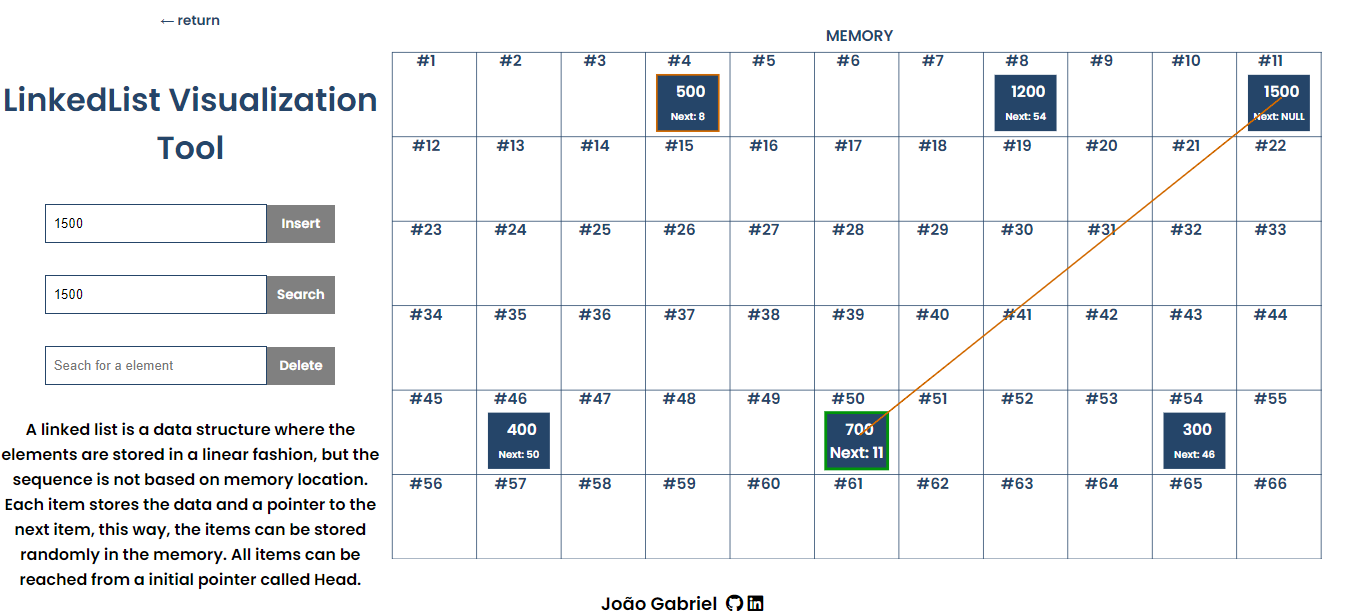 ← return
LinkedList Visualization
Tool
1500
Insert
1500
Search
Seach for a element
Delete
A linked list is a data structure where the
elements are stored in a linear fashion, but the
sequence is not based on memory location.
Each item stores the data and a pointer to the
next item, this way, the items can be stored
randomly in the memory. All items can be
reached from a initial pointer called Head.
MEMORY
#1 #2 #3 #4 #5 #6 #7 #8 #9 #10 #11
500 1200 1500
Next: 8 Next: 54 Next: NULL
#12 #13 #14 #15 #16 #17 #18 #19 #20 #21 #22
#23 #24 #25 #26 #27 #28 #29 #30 #31 #32 #33
#34 #35 #36 #37 #38 #39 #40 #41 #42 #43 #44
#45 #46 #47 #48 #49 #50 #51 #52 #53 #54 #55
400 700 300
Next: 50 Next: 11 Next: 46
#56 #57 #58 #59 #60 #61 #62 #63 #64 #65 #66
João Gabriel in